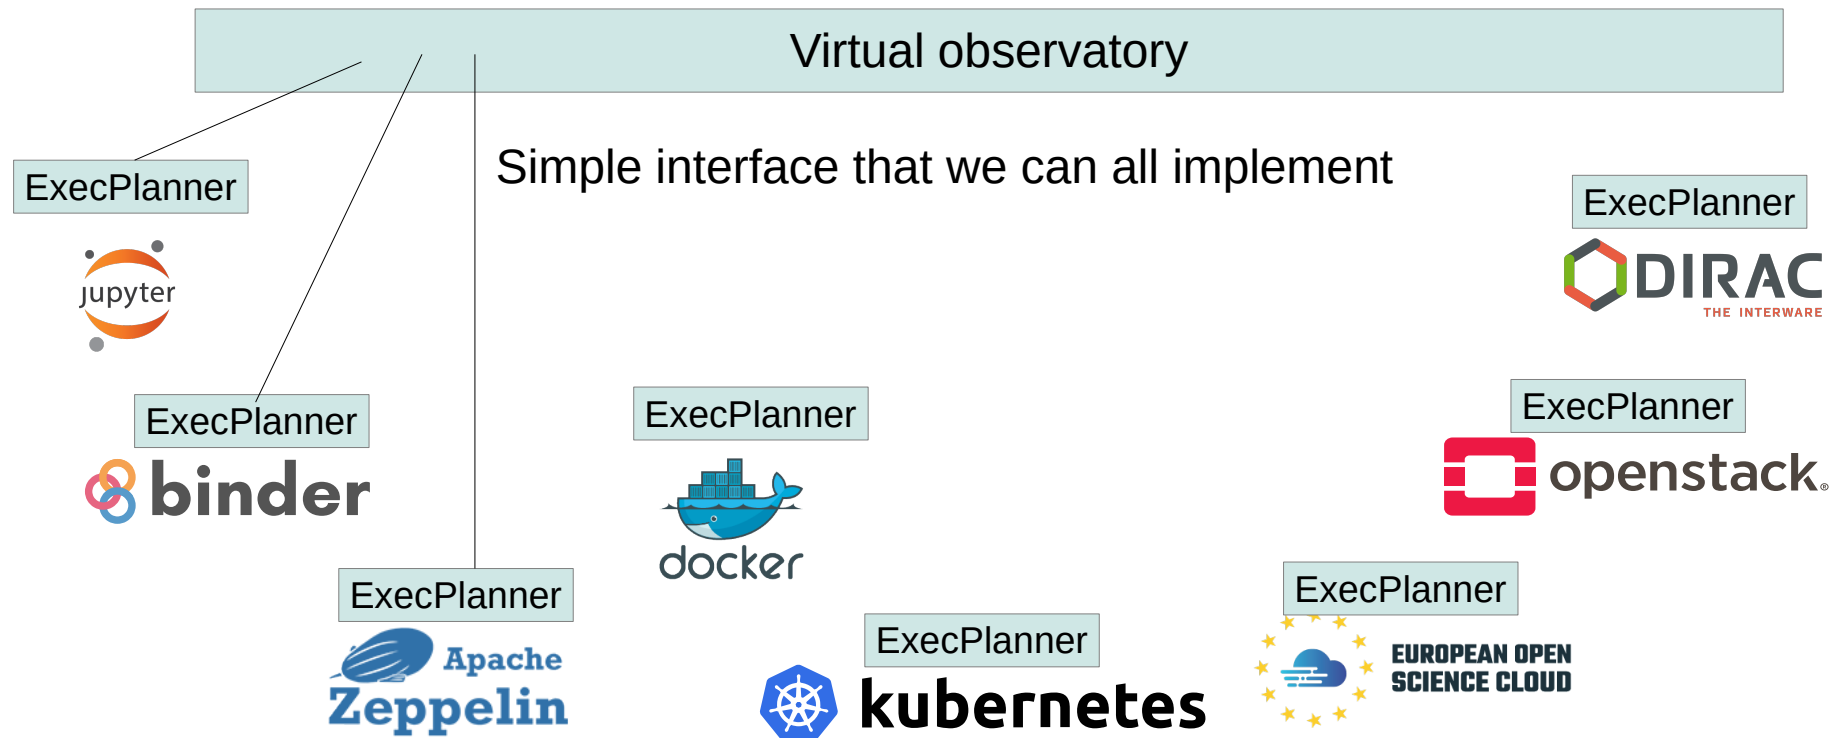 Virtual observatory
Simple interface that we can all implement
ExecPlanner
jupyter
ExecPlanner
DIRAC
THE INTERWARE
ExecPlanner
binder
ExecPlanner
docker
ExecPlanner
openstack®
ExecPlanner
Apache
Zeppelin
ExecPlanner
kubernetes
ExecPlanner
EUROPEAN OPEN
SCIENCE CLOUD